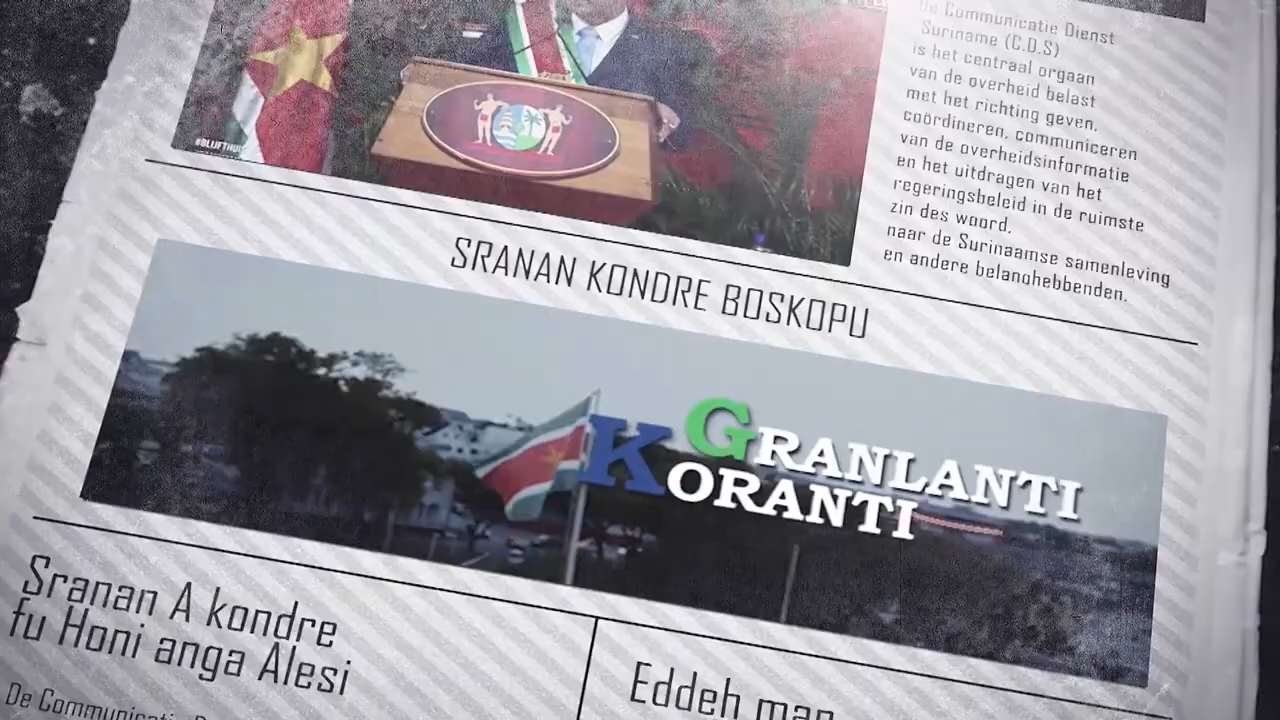 De Communicatie Dienst
Suriname (C.D.S)
is het centraal orgaan
van de overheid belast
met het richting geven,
coördineren, communiceren
van de overheidsinformatie
en het uitdragen van het
regeringsbeleid in de ruimste
zin des woord.
naar de Surinaamse samenleving
en andere belanghebbenden.
SRANAN KONDRE BOSKOPU
GRANLANTI
KORANTI
Sranan A kondre
fu Honi anga Alesi
De
Eddeh man